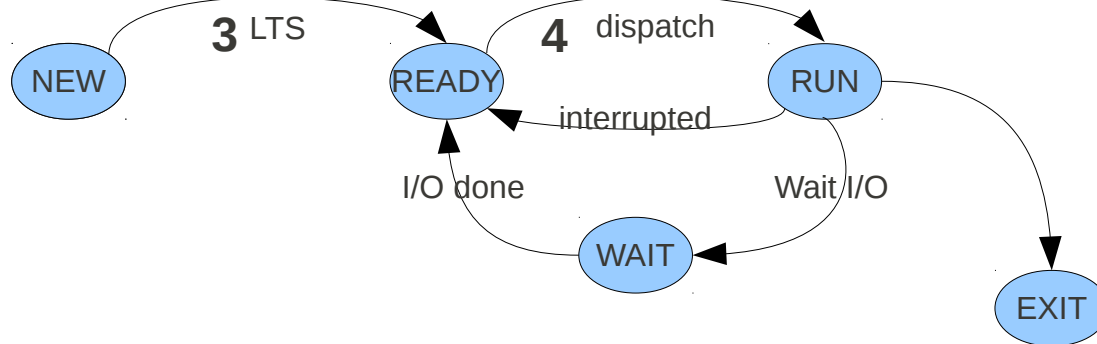 3 LTS
4 dispatch
NEW
READY
RUN
interrupted
I/O done
Wait I/O
WAIT
EXIT